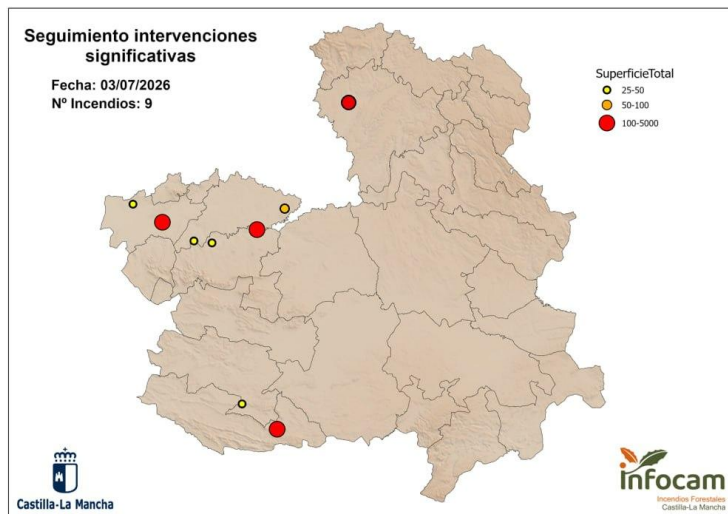 Seguimiento intervenciones
significativas
Fecha: 03/07/2026
Nº Incendios: 9
SuperficieTotal
25-50
50-100
100-5000
Castilla-La Mancha
infocam
Incendios Forestales
Castilla-La Mancha